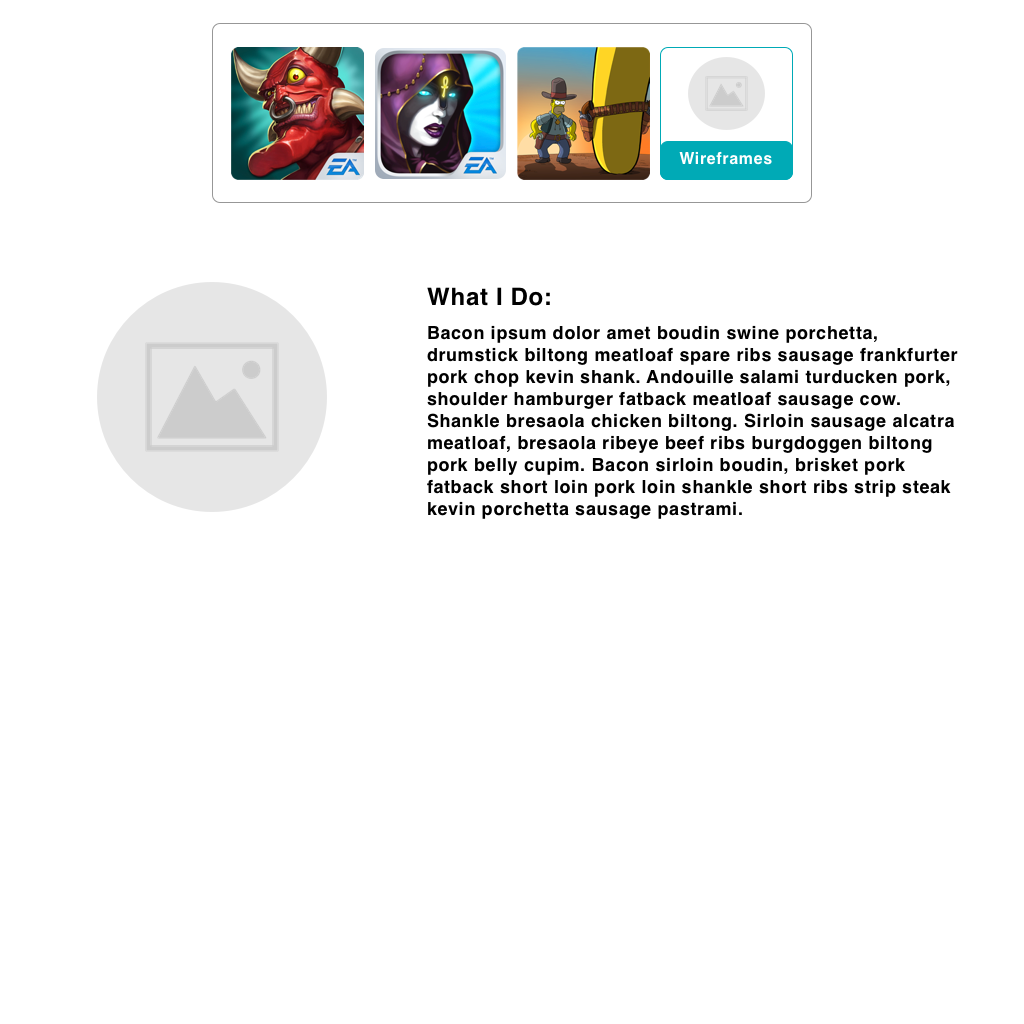 EA
EA
Wireframes
What I Do:
Bacon ipsum dolor amet boudin swine porchetta,
drumstick biltong meatloaf spare ribs sausage frankfurter
pork chop kevin shank. Andouille salami turducken pork,
shoulder hamburger fatback meatloaf sausage cow.
Shankle bresaola chicken biltong. Sirloin sausage alcatra
meatloaf, bresaola ribeye beef ribs burgdoggen biltong
pork belly cupim. Bacon sirloin boudin, brisket pork
fatback short loin pork loin shankle short ribs strip steak
kevin porchetta sausage pastrami.